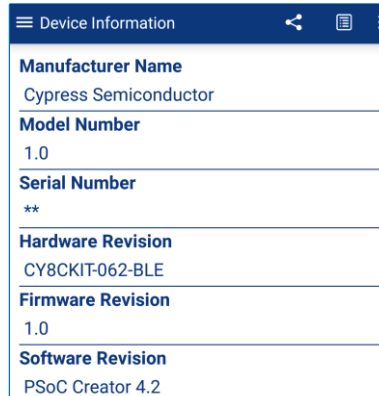 Device Information
Manufacturer Name
Cypress Semiconductor
Model Number
1.0
Serial Number
**
Hardware Revision
CY8CKIT-062-BLE
Firmware Revision
1.0
Software Revision
PSoC Creator 4.2